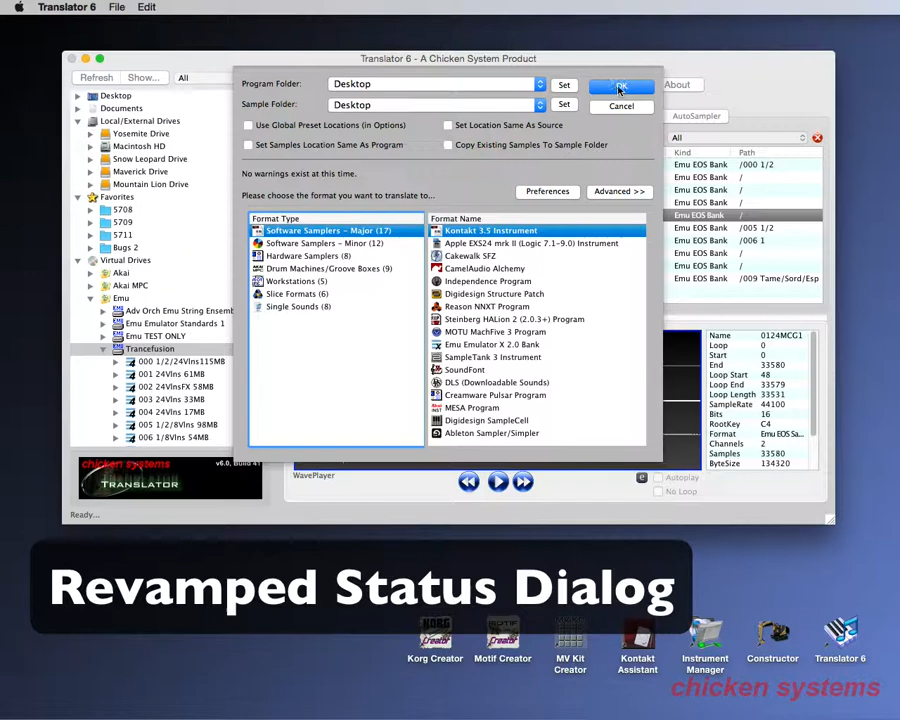 Translator 6 File Edit
Translator 6 - A Chicken System Product
Refresh Show... All
About
AutoSampler
Program Folder: Desktop Set OK
Sample Folder: Desktop Set Cancel
Use Global Preset Locations (in Options) Set Location Same As Source
Set Samples Location Same As Program Copy Existing Samples To Sample Folder
No warnings exist at this time.
Please choose the format you want to translate to... Preferences Advanced >>
Format Type
Software Samplers - Major (17)
Software Samplers - Minor (12)
Hardware Samplers (8)
Drum Machines/Groove Boxes (9)
Workstations (5)
Slice Formats (6)
Single Sounds (8)
Format Name
Kontakt 3.5 Instrument
Apple EXS24 mrk II (Logic 7.1-9.0) Instrument
Cakewalk SFZ
CamelAudio Alchemy
Independence Program
Digidesign Structure Patch
Reason NNXT Program
Steinberg HALion 2 (2.0.3+) Program
MOTU MachFive 3 Program
Emu Emulator X 2.0 Bank
SampleTank 3 Instrument
SoundFont
DLS (Downloadable Sounds)
Creamware Pulsar Program
MESA Program
Digidesign SampleCell
Ableton Sampler/Simpler
Desktop
Documents
Local/External Drives
Yosemite Drive
Macintosh HD
Snow Leopard Drive
Maverick Drive
Mountain Lion Drive
Favorites
5708
5709
5711
Bugs 2
Virtual Drives
Akai
Akai MPC
Emu
Adv Orch Emu String Ensemb
Emu Emulator Standards 1
Emu TEST ONLY
Trancefusion
000 1/2/24Vlns115MB
001 24Vlns 61MB
002 24VlnsFX 58MB
003 24Vlns 33MB
004 24Vlns 17MB
005 1/2/8Vlns 98MB
006 1/8Vlns 54MB
All
Kind Path
Emu EOS Bank /000 1/2
Emu EOS Bank /
Emu EOS Bank /
Emu EOS Bank /
Emu EOS Bank /
Emu EOS Bank /005 1/2
Emu EOS Bank /006 1
Emu EOS Bank /
Emu EOS Bank /
Emu EOS Bank /009 Tame/Sord/Esp
Name 0124MCG1
Loop 0
Start 0
End 33580
Loop Start 48
Loop End 33579
Loop Length 33531
SampleRate 44100
Bits 16
RootKey C4
Format Emu EOS Sa...
Channels 2
Samples 33580
ByteSize 134320
chicken systems v6.0, Build 41
TRANSLATOR
WavePlayer
e Autoplay
No Loop
Ready...
Revamped Status Dialog
KORG Creator
MOTIF Creator
Korg Creator
Motif Creator
MV Kit Creator
Kontakt Assistant
Instrument Manager
Constructor
Translator 6
chicken systems